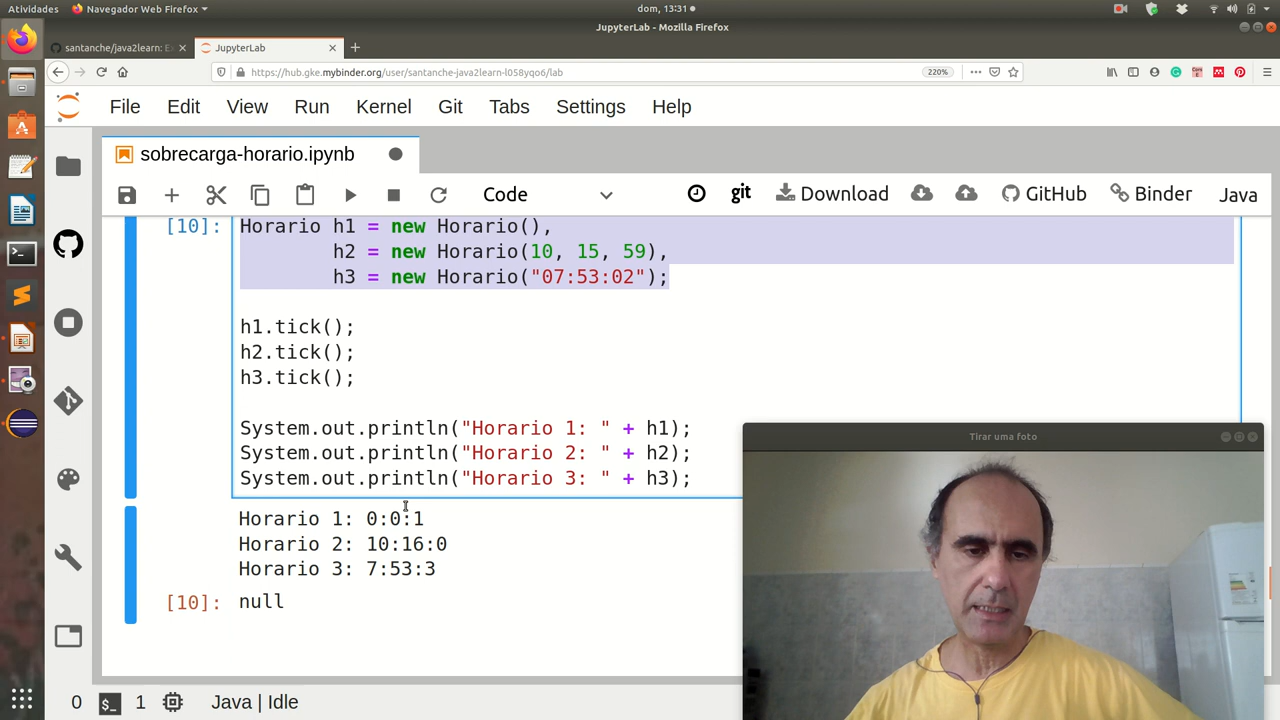 Atividades
Navegador Web Firefox
dom, 13:31
JupyterLab - Mozilla Firefox
santanche/java2learn: E
JupyterLab
https://hub.gke.mybinder.org/user/santanche-java2learn-l058yqo6/lab
220%
File Edit View Run Kernel Git Tabs Settings Help
sobrecarga-horario.ipynb
Code
git
Download
GitHub
Binder
Java
[10]: Horario h1 = new Horario(),
h2 = new Horario(10, 15, 59),
h3 = new Horario("07:53:02");
h1.tick();
h2.tick();
h3.tick();
System.out.println("Horario 1: " + h1);
System.out.println("Horario 2: " + h2);
System.out.println("Horario 3: " + h3);
Horario 1: 0:0:1
Horario 2: 10:16:0
Horario 3: 7:53:3
[10]: null
Tirar uma foto
0
$_
1
Java | Idle